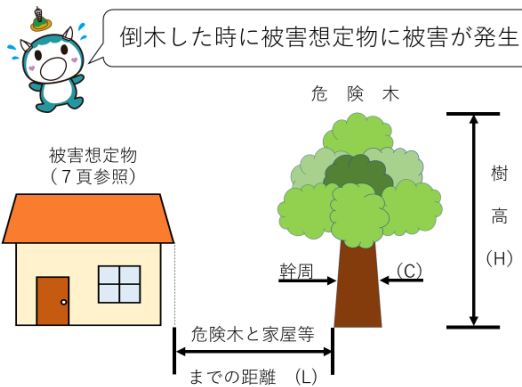 倒木した時に被害想定物に被害が発生
危険木
被害想定物
（７頁参照）
樹高
(H)
幹周 (C)
危険木と家屋等
までの距離 (L)